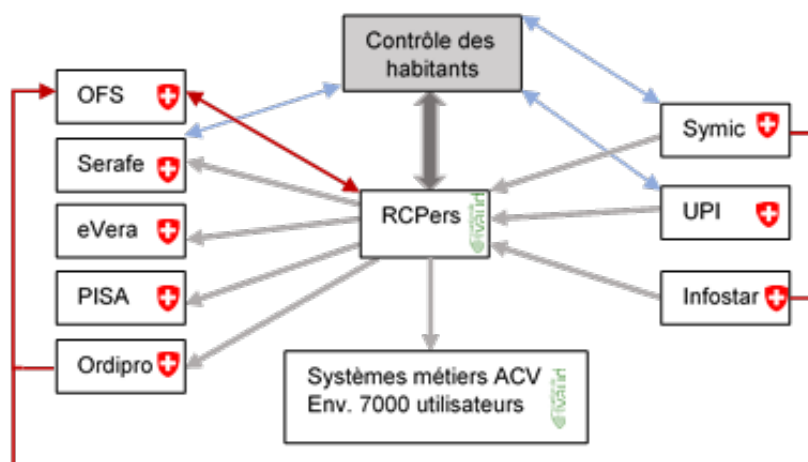 Contrôle des
habitants
OFS
Serafe
eVera
PISA
Ordipro
RCPers
Symic
UPI
Infostar
Systèmes métiers ACV
Env. 7000 utilisateurs